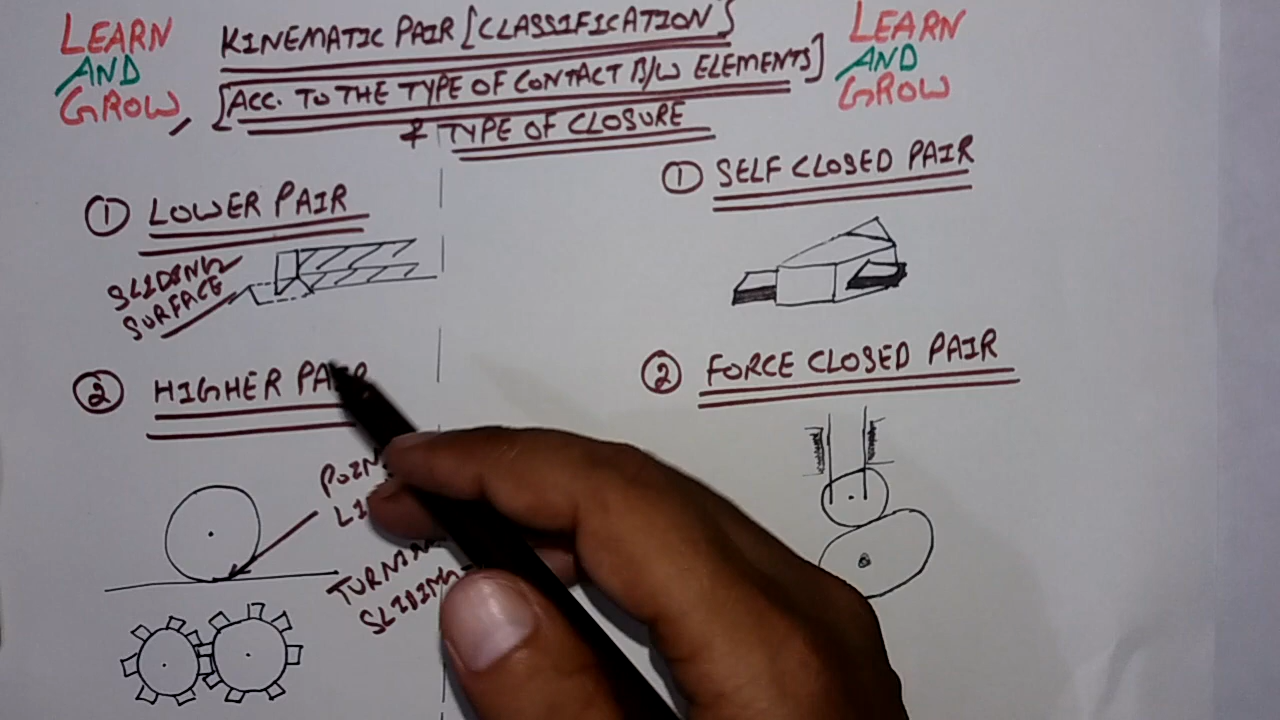 LEARN
AND
GROW,
KINEMATIC PAIR [CLASSIFICATION]
[ACC. TO THE TYPE OF CONTACT B/W ELEMENTS]
& TYPE OF CLOSURE
LEARN
AND
GROW
① LOWER PAIR
SLIDING
SURFACE
② HIGHER PAIR
SLIDING
① SELF CLOSED PAIR
② FORCE CLOSED PAIR